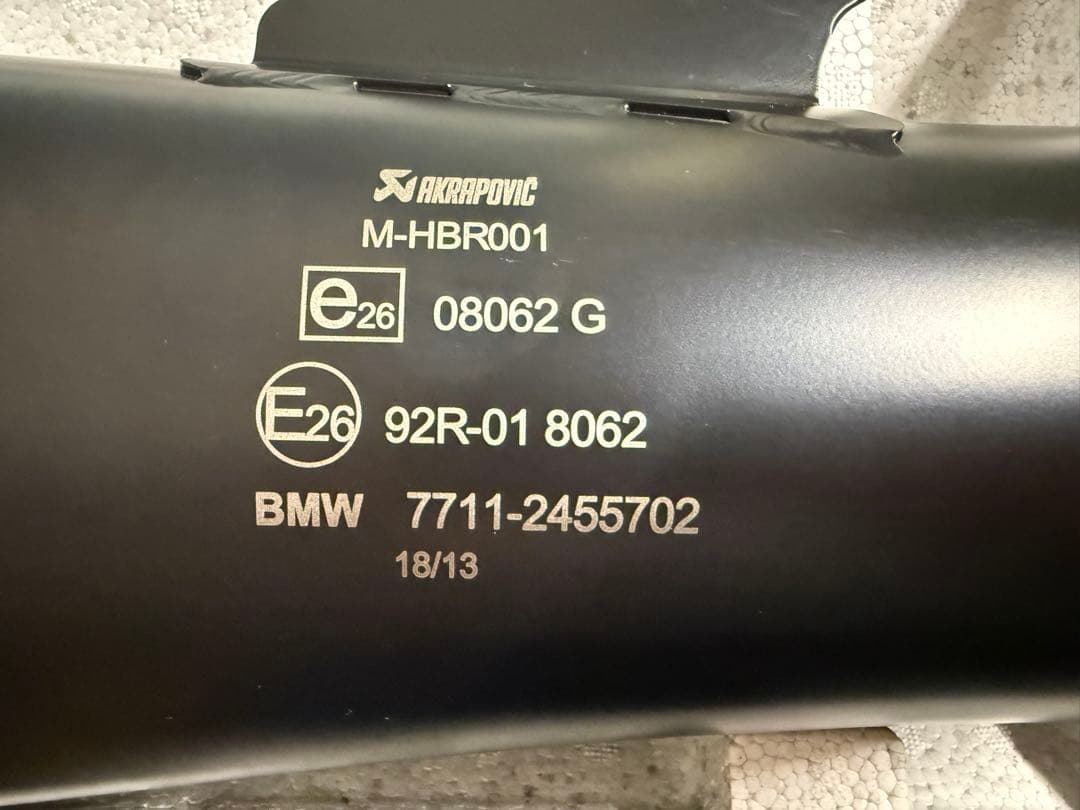 AKRAPOVIČ
M-HBR001
e26 08062 G
E26 92R-01 8062
BMW 7711-2455702
18/13